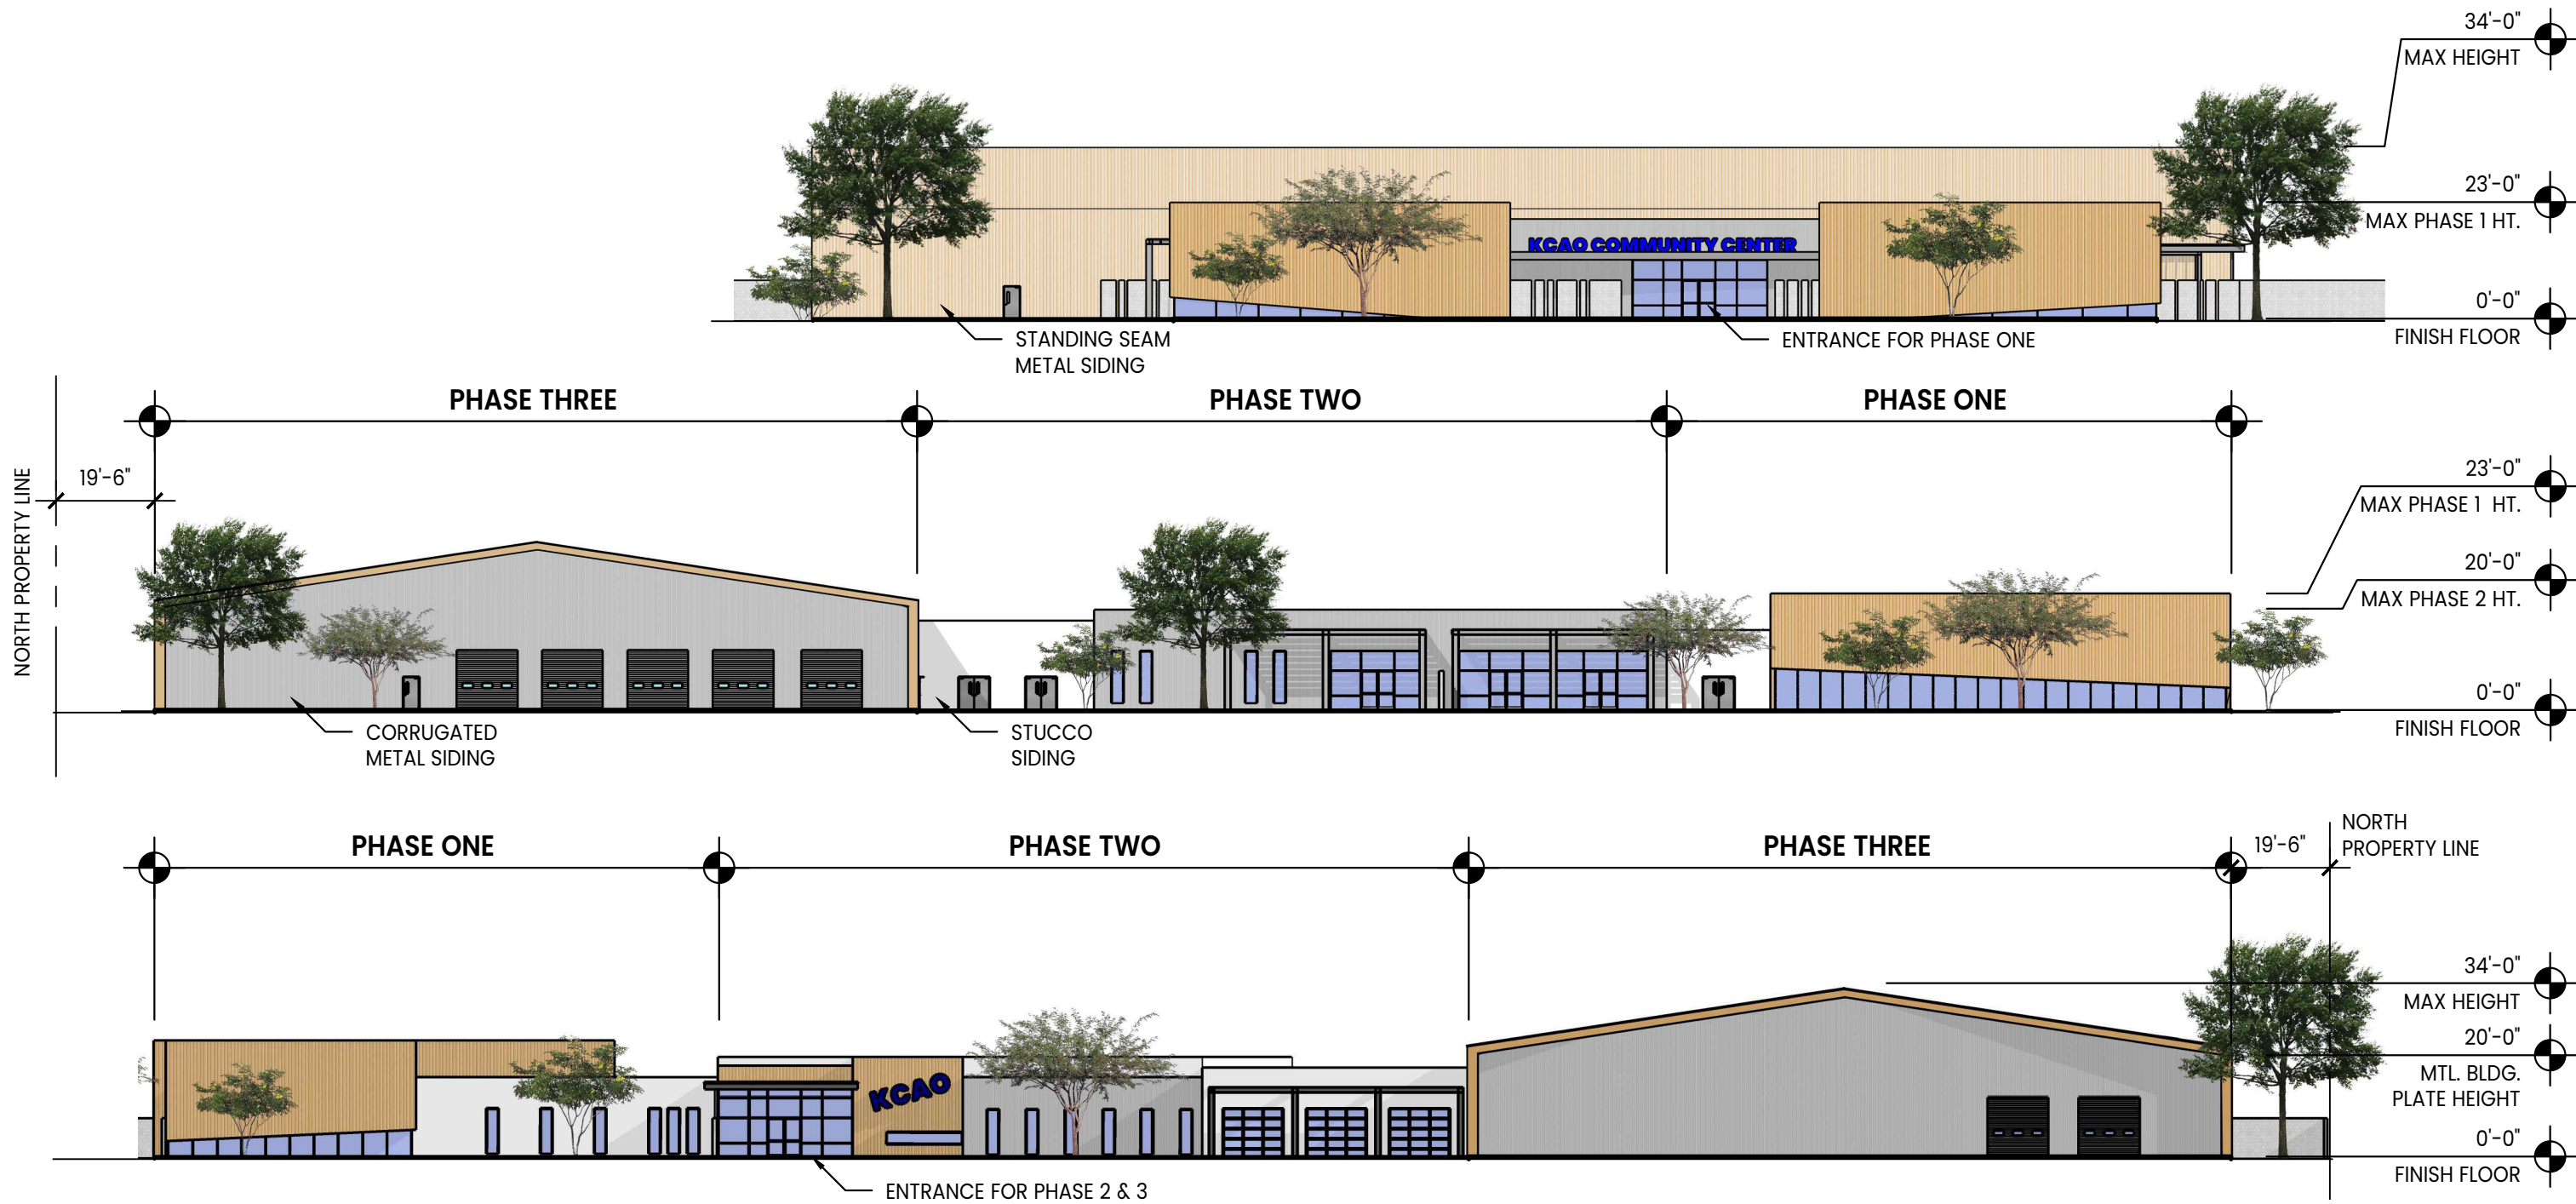 34'-0"
MAX HEIGHT
23'-0"
MAX PHASE 1 HT.
KCAO COMMUNITY CENTER
0'-0"
FINISH FLOOR
STANDING SEAM
METAL SIDING
ENTRANCE FOR PHASE ONE
PHASE THREE
PHASE TWO
PHASE ONE
NORTH PROPERTY LINE
19'-6"
23'-0"
MAX PHASE 1 HT.
20'-0"
MAX PHASE 2 HT.
0'-0"
FINISH FLOOR
CORRUGATED
METAL SIDING
STUCCO
SIDING
PHASE ONE
PHASE TWO
PHASE THREE
19'-6"
NORTH
PROPERTY LINE
34'-0"
MAX HEIGHT
20'-0"
MTL. BLDG.
PLATE HEIGHT
KCAO
0'-0"
FINISH FLOOR
ENTRANCE FOR PHASE 2 & 3